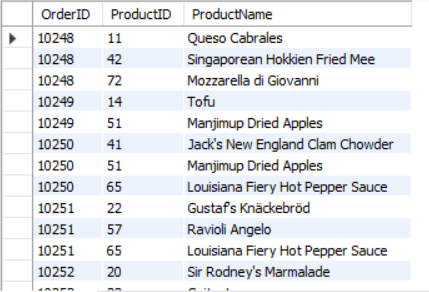 OrderID ProductID ProductName
10248 11 Queso Cabrales
10248 42 Singaporean Hokkien Fried Mee
10248 72 Mozzarella di Giovanni
10249 14 Tofu
10249 51 Manjimup Dried Apples
10250 41 Jack's New England Clam Chowder
10250 51 Manjimup Dried Apples
10250 65 Louisiana Fiery Hot Pepper Sauce
10251 22 Gustaf's Knäckebröd
10251 57 Ravioli Angelo
10251 65 Louisiana Fiery Hot Pepper Sauce
10252 20 Sir Rodney's Marmalade